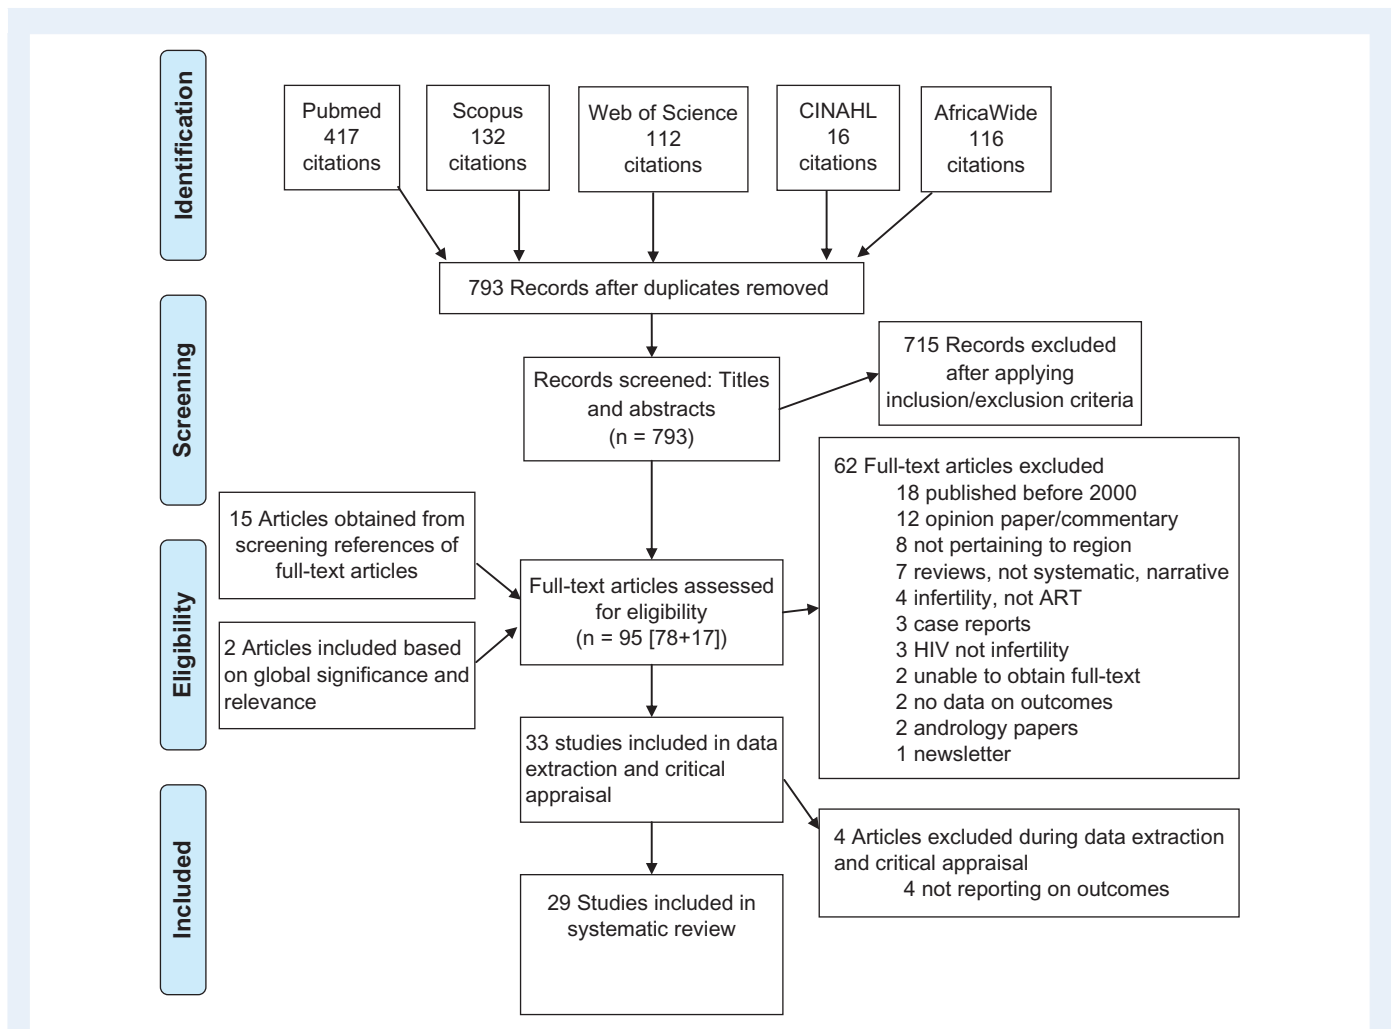 Identification
Pubmed
417
citations
Scopus
132
citations
Web of Science
112
citations
CINAHL
16
citations
AfricaWide
116
citations
793 Records after duplicates removed
Screening
Records screened: Titles
and abstracts
(n = 793)
715 Records excluded
after applying
inclusion/exclusion criteria
62 Full-text articles excluded
18 published before 2000
12 opinion paper/commentary
8 not pertaining to region
7 reviews, not systematic, narrative
4 infertility, not ART
3 case reports
3 HIV not infertility
2 unable to obtain full-text
2 no data on outcomes
2 andrology papers
1 newsletter
15 Articles obtained from
screening references of
full-text articles
Eligibility
2 Articles included based
on global significance and
relevance
Full-text articles assessed
for eligibility
(n = 95 [78+17])
33 studies included in data
extraction and critical
appraisal
4 Articles excluded during data extraction
and critical appraisal
4 not reporting on outcomes
Included
29 Studies included in
systematic review